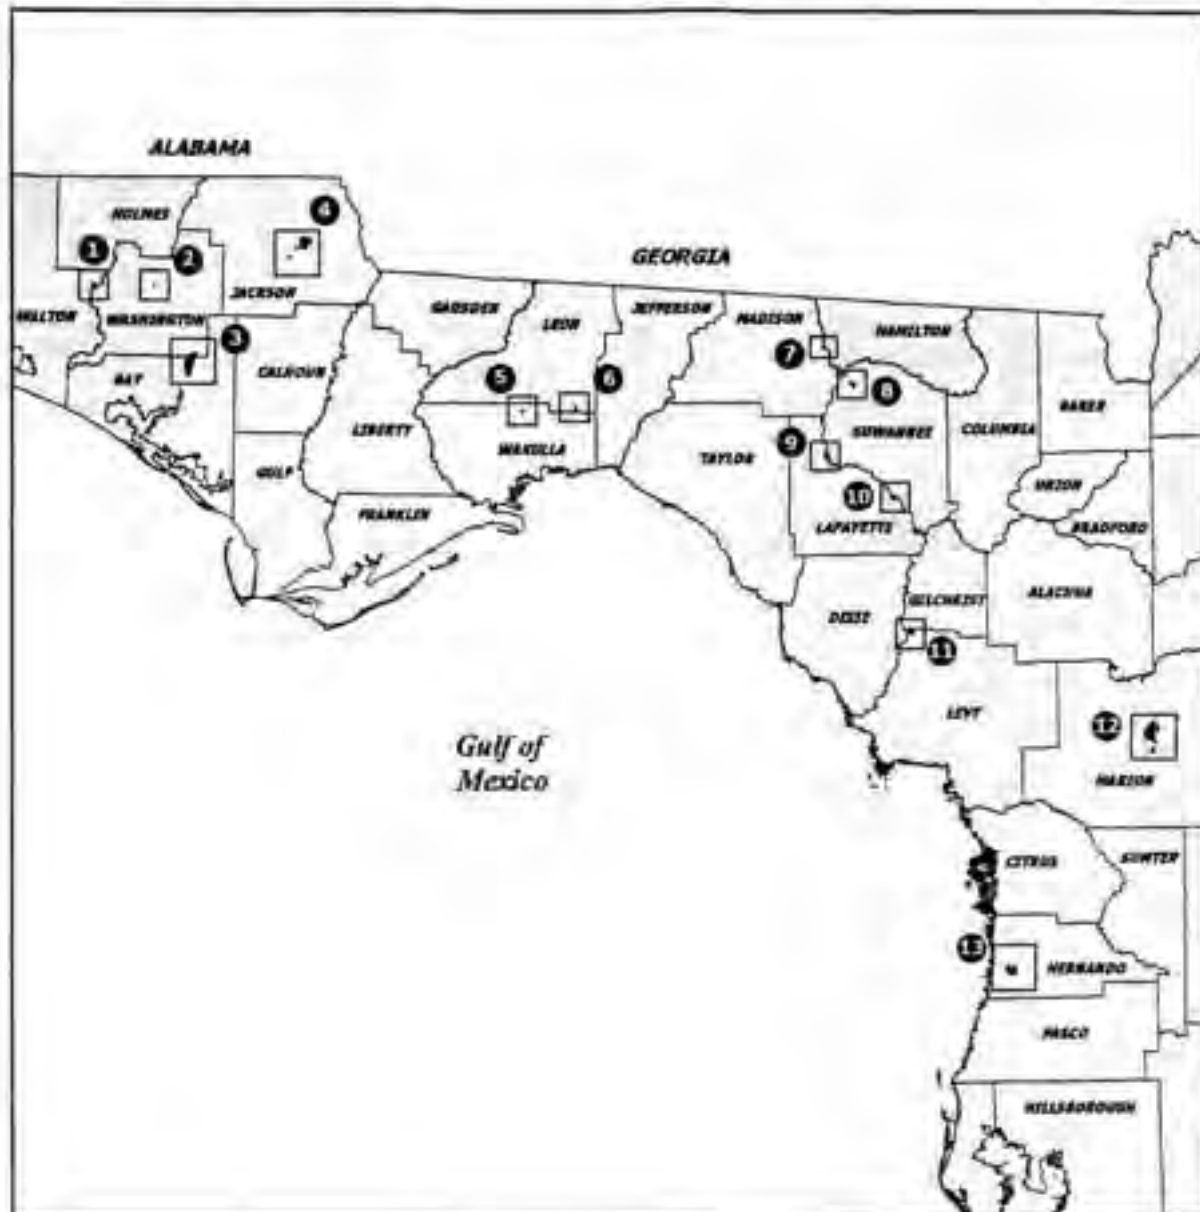 ALABAMA
HOLMES
4
1
2
GEORGIA
JACKSON
WALTON
WASHINGTON
GADSDEN
LEON
JEFFERSON
MADISON
HAMILTON
3
7
BAY
CALHOUN
5
6
8
BAKER
LIBERTY
WAKULLA
TAYLOR
9
SUWANNEE
COLUMBIA
GULF
FRANKLIN
10
LAFAYETTE
UNION
BRADFORD
DIXIE
GILCHRIST
ALACHUA
11
LEVY
12
MARION
Gulf of
Mexico
CITRUS
SUMTER
13
HERNANDO
PASCO
HILLSBOROUGH